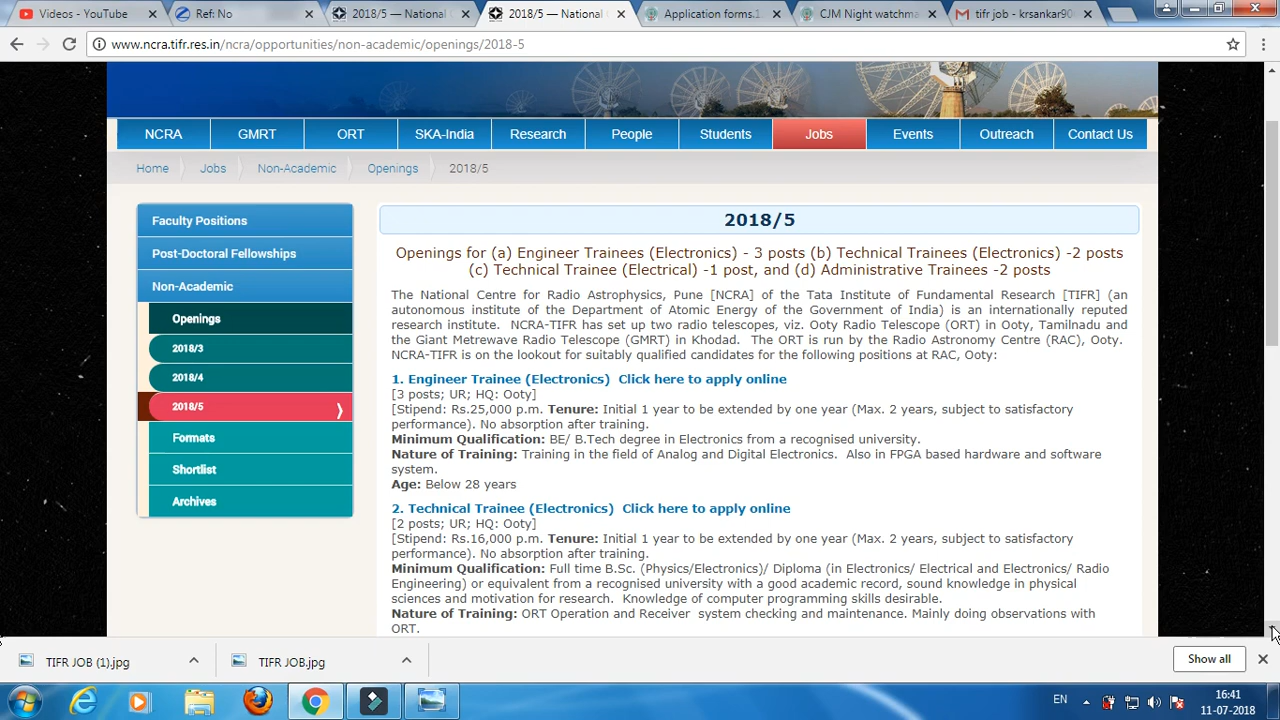 Videos - YouTube
Ref: No
2018/5 — National
2018/5 — National
Application forms.1
CJM Night watchma
tifr job - krsankar90
www.ncra.tifr.res.in/ncra/opportunities/non-academic/openings/2018-5
NCRA GMRT ORT SKA-India Research People Students Jobs Events Outreach Contact Us
Home Jobs Non-Academic Openings 2018/5
Faculty Positions
Post-Doctoral Fellowships
Non-Academic
Openings
2018/3
2018/4
2018/5
Formats
Shortlist
Archives
2018/5
Openings for (a) Engineer Trainees (Electronics) - 3 posts (b) Technical Trainees (Electronics) -2 posts
(c) Technical Trainee (Electrical) -1 post, and (d) Administrative Trainees -2 posts
The National Centre for Radio Astrophysics, Pune [NCRA] of the Tata Institute of Fundamental Research [TIFR] (an
autonomous institute of the Department of Atomic Energy of the Government of India) is an internationally reputed
research institute. NCRA-TIFR has set up two radio telescopes, viz. Ooty Radio Telescope (ORT) in Ooty, Tamilnadu and
the Giant Metrewave Radio Telescope (GMRT) in Khodad. The ORT is run by the Radio Astronomy Centre (RAC), Ooty.
NCRA-TIFR is on the lookout for suitably qualified candidates for the following positions at RAC, Ooty:
1. Engineer Trainee (Electronics) Click here to apply online
[3 posts; UR; HQ: Ooty]
[Stipend: Rs.25,000 p.m. Tenure: Initial 1 year to be extended by one year (Max. 2 years, subject to satisfactory
performance). No absorption after training.
Minimum Qualification: BE/ B.Tech degree in Electronics from a recognised university.
Nature of Training: Training in the field of Analog and Digital Electronics. Also in FPGA based hardware and software
system.
Age: Below 28 years
2. Technical Trainee (Electronics) Click here to apply online
[2 posts; UR; HQ: Ooty]
[Stipend: Rs.16,000 p.m. Tenure: Initial 1 year to be extended by one year (Max. 2 years, subject to satisfactory
performance). No absorption after training.
Minimum Qualification: Full time B.Sc. (Physics/Electronics)/ Diploma (in Electronics/ Electrical and Electronics/ Radio
Engineering) or equivalent from a recognised university with a good academic record, sound knowledge in physical
sciences and motivation for research. Knowledge of computer programming skills desirable.
Nature of Training: ORT Operation and Receiver system checking and maintenance. Mainly doing observations with
ORT.
TIFR JOB (1).jpg
TIFR JOB.jpg
Show all
EN
16:41
11-07-2018